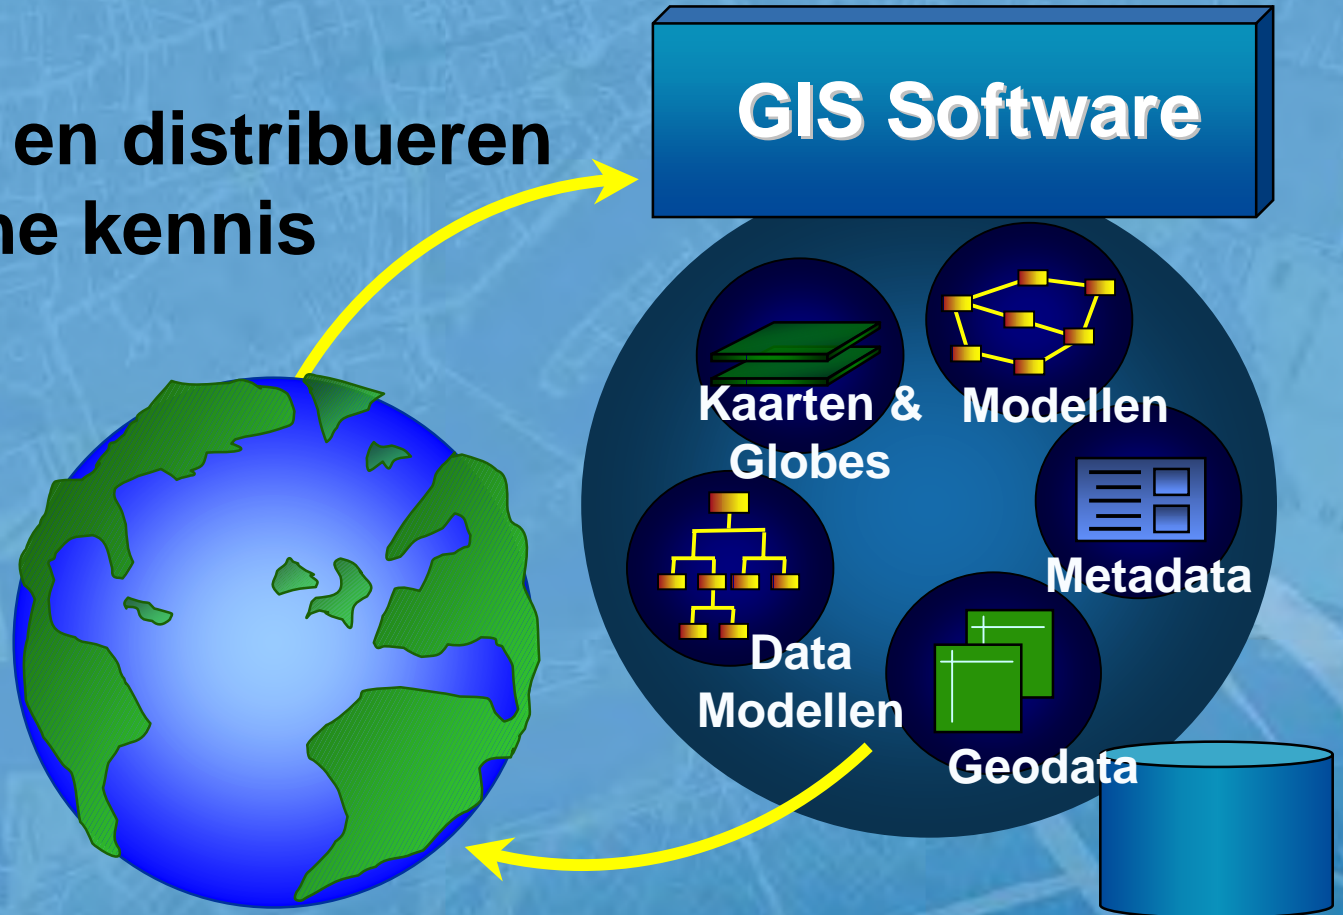 en distribueren
ne kennis
GIS Software
Kaarten &
Globes
Modellen
Metadata
Data
Modellen
Geodata